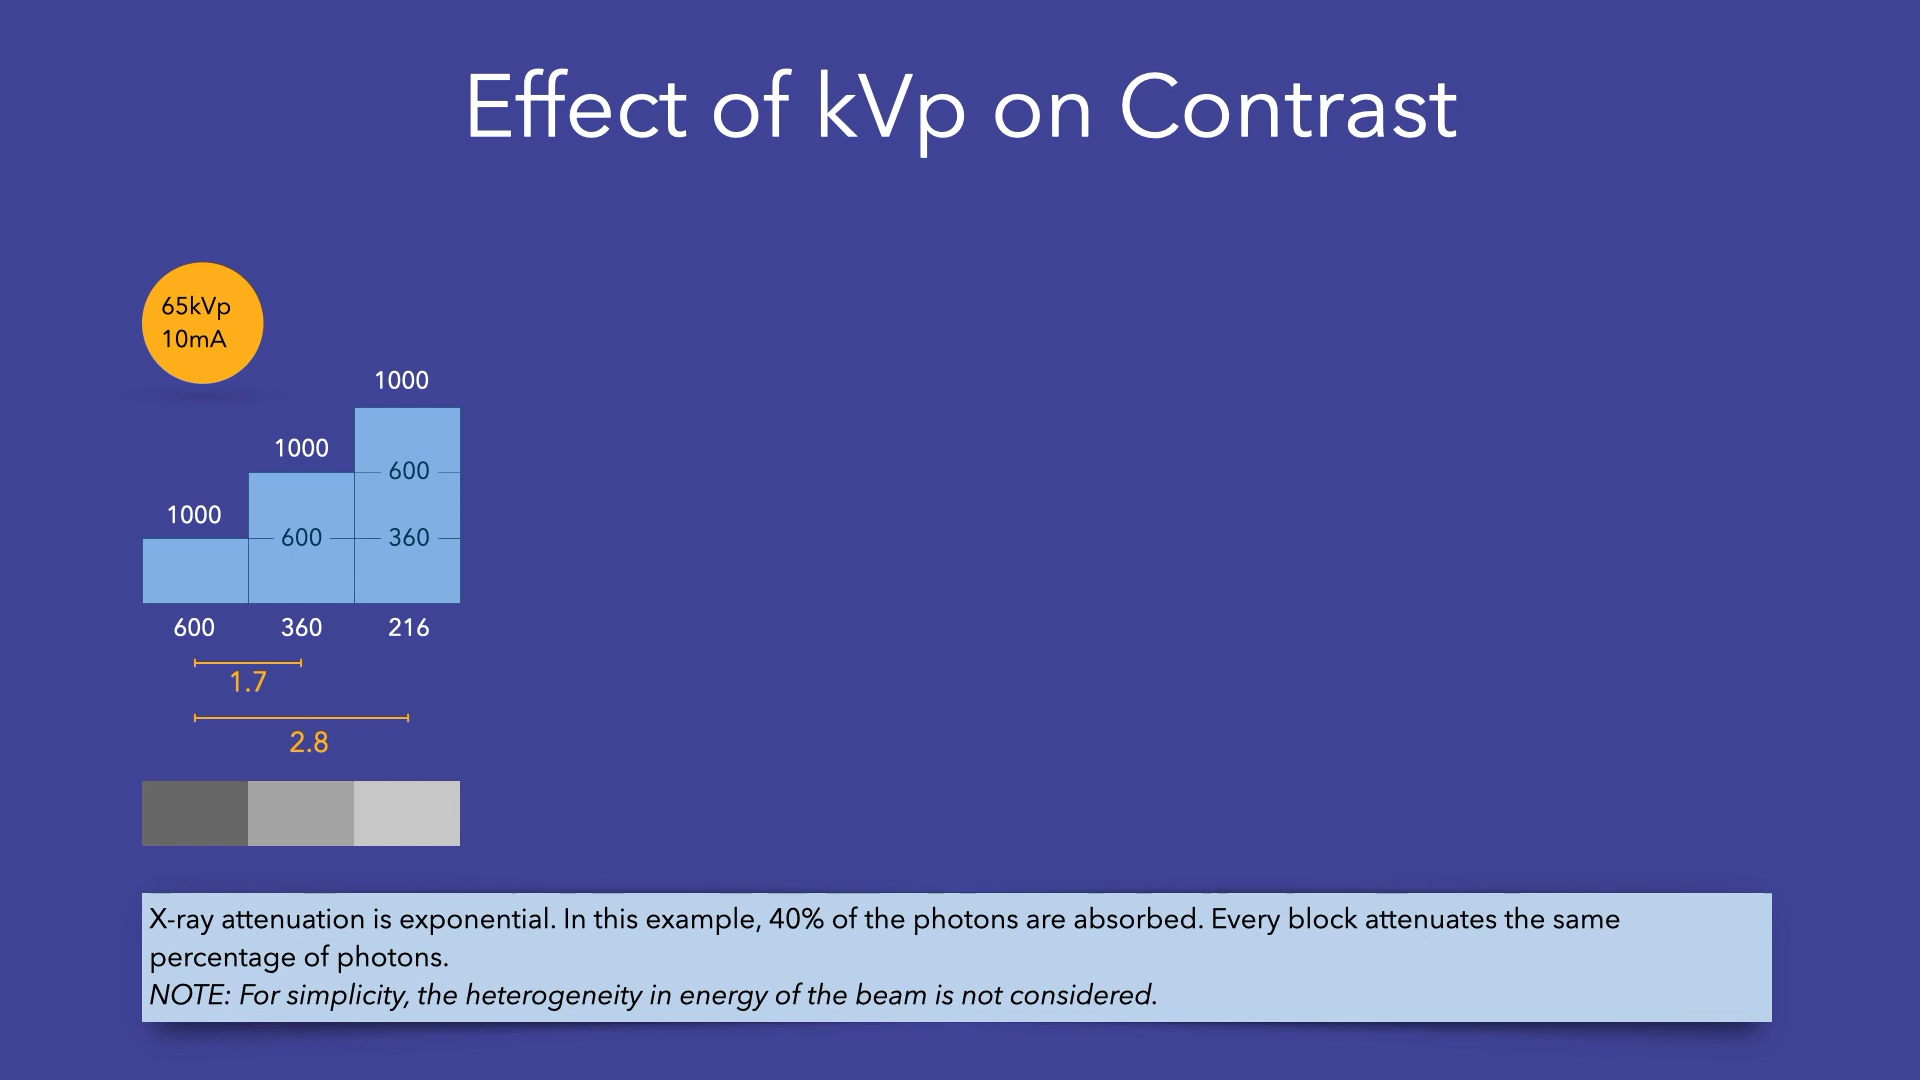 Effect of kVp on Contrast
65kVp
10mA
1000
1000
600
1000
600
360
600
360
216
1.7
2.8
X-ray attenuation is exponential. In this example, 40% of the photons are absorbed. Every block attenuates the same
percentage of photons.
NOTE: For simplicity, the heterogeneity in energy of the beam is not considered.